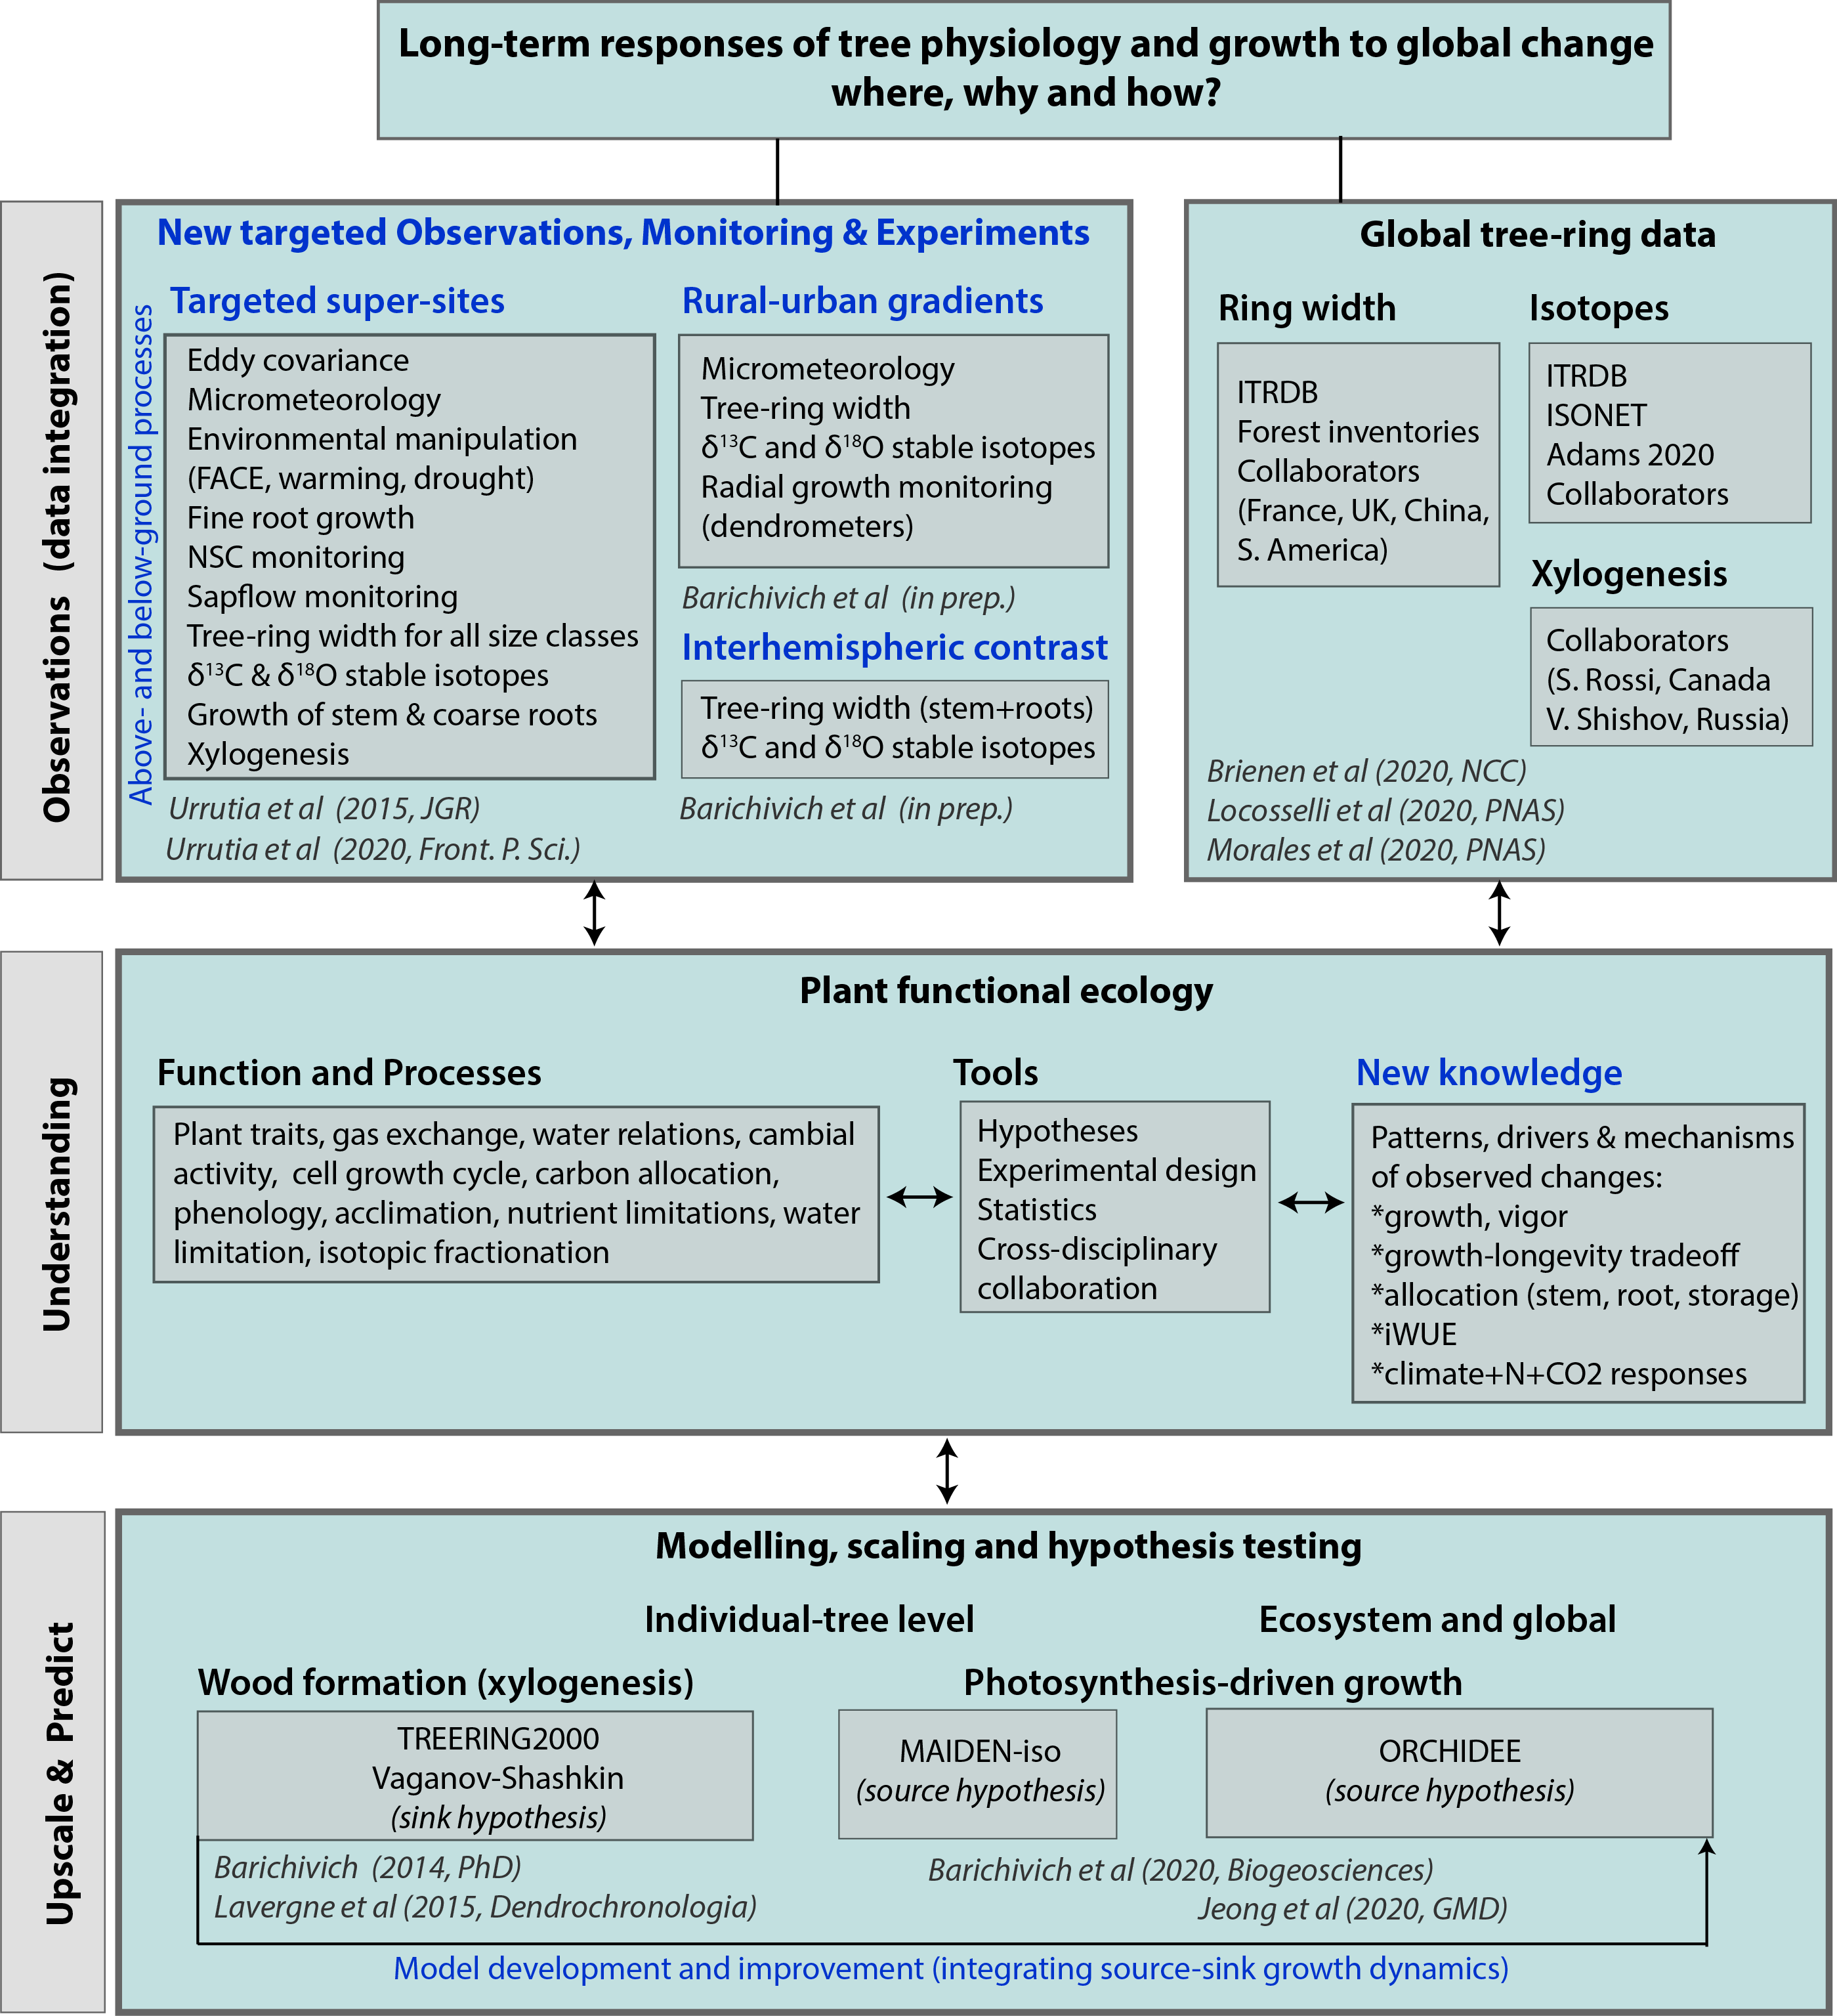 Long-term responses of tree physiology and growth to global change
where, why and how?
Observations (data integration)
New targeted Observations, Monitoring & Experiments
Above- and below-ground processes
Targeted super-sites
Eddy covariance
Micrometeorology
Environmental manipulation
(FACE, warming, drought)
Fine root growth
NSC monitoring
Sapflow monitoring
Tree-ring width for all size classes
δ¹³C & δ¹⁸O stable isotopes
Growth of stem & coarse roots
Xylogenesis
Urrutia et al (2015, JGR)
Urrutia et al (2020, Front. P. Sci.)
Rural-urban gradients
Micrometeorology
Tree-ring width
δ¹³C and δ¹⁸O stable isotopes
Radial growth monitoring
(dendrometers)
Barichivich et al (in prep.)
Interhemispheric contrast
Tree-ring width (stem+roots)
δ¹³C and δ¹⁸O stable isotopes
Barichivich et al (in prep.)
Global tree-ring data
Ring width
ITRDB
Forest inventories
Collaborators
(France, UK, China,
S. America)
Isotopes
ITRDB
ISONET
Adams 2020
Collaborators
Xylogenesis
Collaborators
(S. Rossi, Canada
V. Shishov, Russia)
Brienen et al (2020, NCC)
Locosselli et al (2020, PNAS)
Morales et al (2020, PNAS)
Understanding
Plant functional ecology
Function and Processes
Plant traits, gas exchange, water relations, cambial
activity, cell growth cycle, carbon allocation,
phenology, acclimation, nutrient limitations, water
limitation, isotopic fractionation
Tools
Hypotheses
Experimental design
Statistics
Cross-disciplinary
collaboration
New knowledge
Patterns, drivers & mechanisms
of observed changes:
*growth, vigor
*growth-longevity tradeoff
*allocation (stem, root, storage)
*iWUE
*climate+N+CO2 responses
Upscale & Predict
Modelling, scaling and hypothesis testing
Individual-tree level
Ecosystem and global
Wood formation (xylogenesis)
Photosynthesis-driven growth
TREERING2000
Vaganov-Shashkin
(sink hypothesis)
MAIDEN-iso
(source hypothesis)
ORCHIDEE
(source hypothesis)
Barichivich (2014, PhD)
Lavergne et al (2015, Dendrochronologia)
Barichivich et al (2020, Biogeosciences)
Jeong et al (2020, GMD)
Model development and improvement (integrating source-sink growth dynamics)